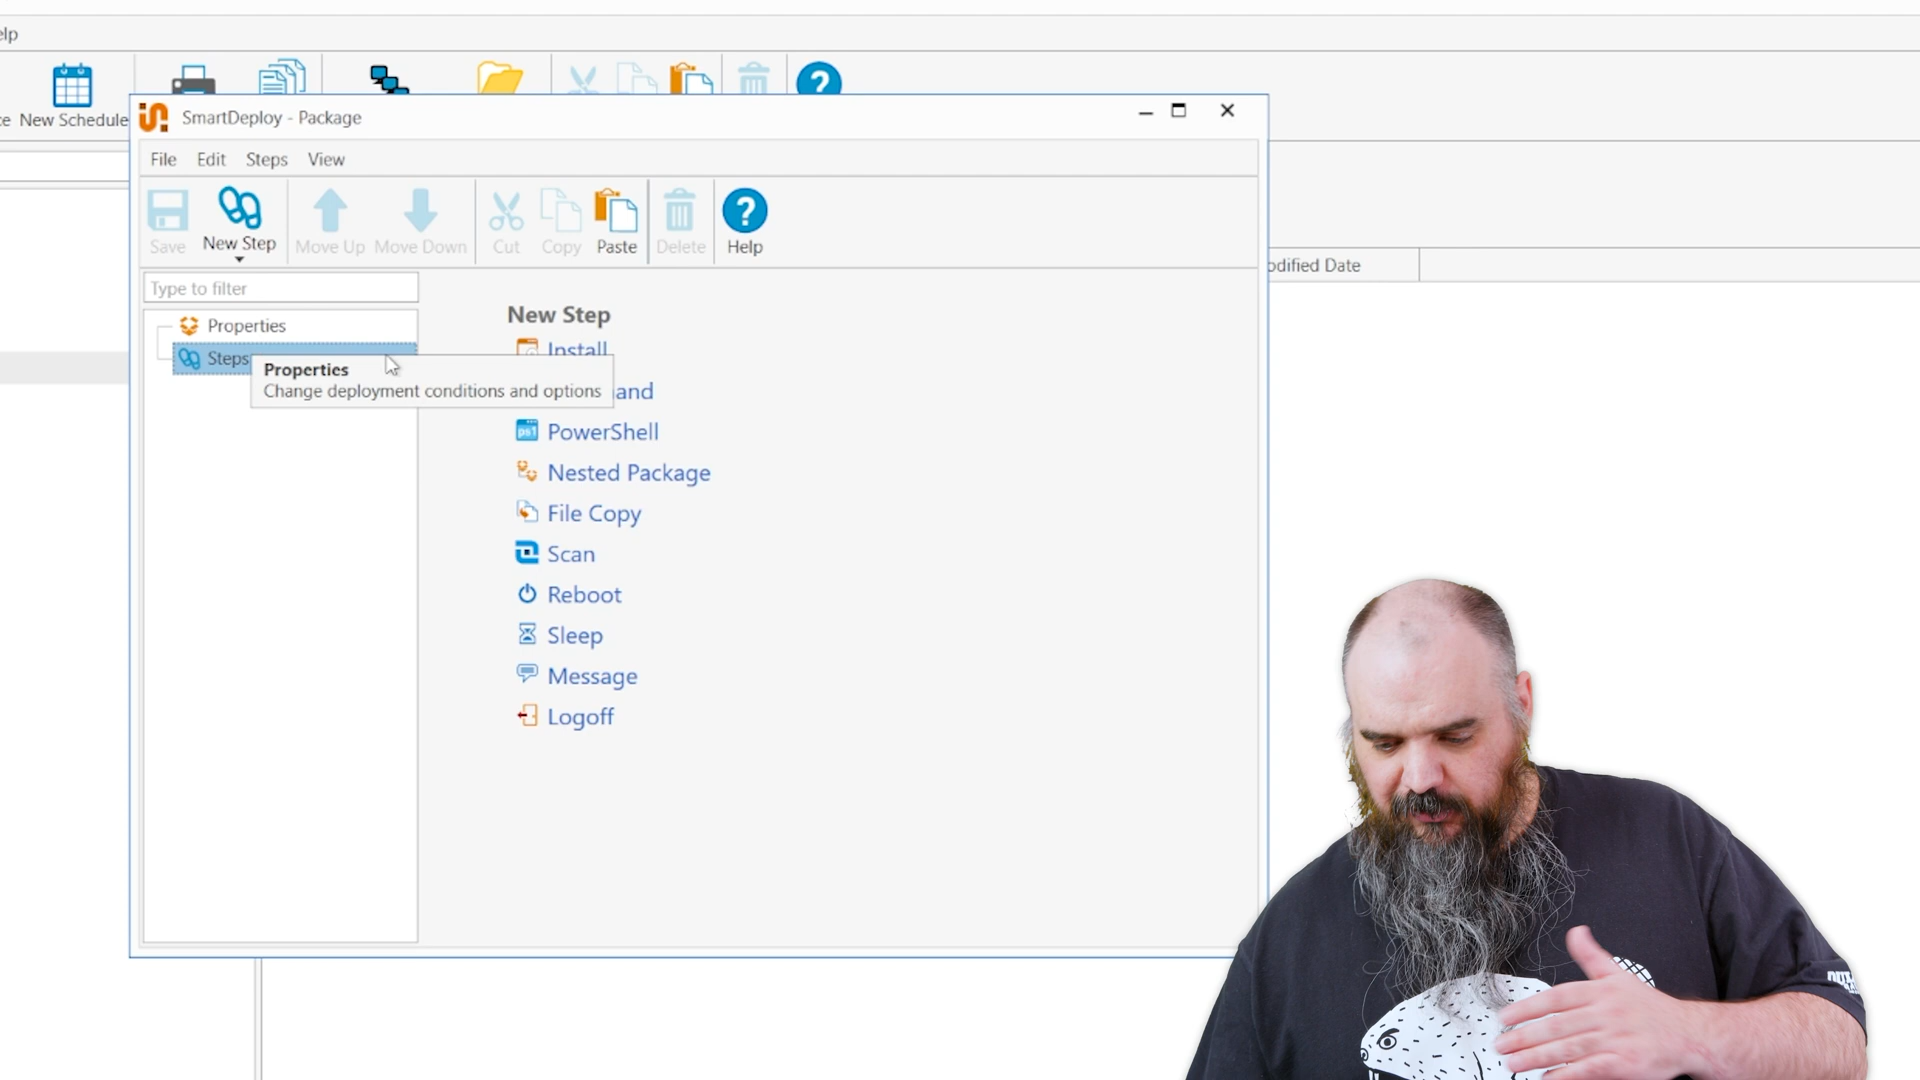 elp
New Schedule
SmartDeploy - Package
File Edit Steps View
Save New Step Move Up Move Down Cut Copy Paste Delete Help
odified Date
Type to filter
Properties
Steps
Properties
Change deployment conditions and options
New Step
Install
and
PowerShell
Nested Package
File Copy
Scan
Reboot
Sleep
Message
Logoff